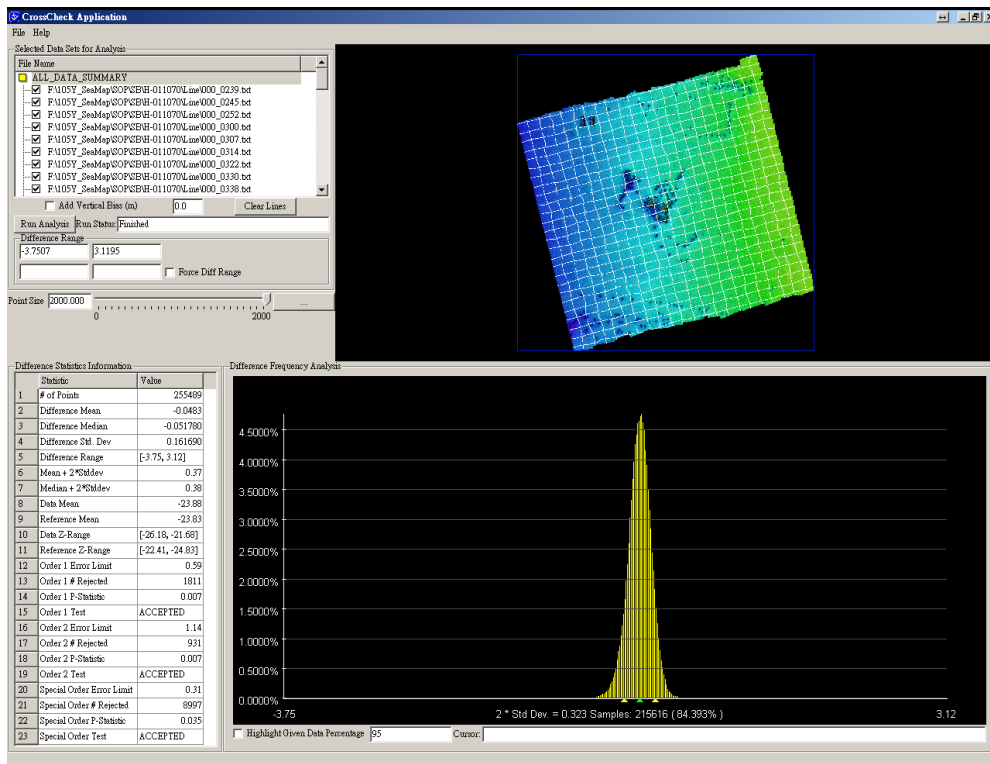 CrossCheck Application
File Help
Selected Data Sets for Analysis
File Name
ALL_DATA_SUMMARY
F:\105Y_SeaMap\SOP\SB\H-011070\Line\000_0239.txt
F:\105Y_SeaMap\SOP\SB\H-011070\Line\000_0245.txt
F:\105Y_SeaMap\SOP\SB\H-011070\Line\000_0252.txt
F:\105Y_SeaMap\SOP\SB\H-011070\Line\000_0300.txt
F:\105Y_SeaMap\SOP\SB\H-011070\Line\000_0307.txt
F:\105Y_SeaMap\SOP\SB\H-011070\Line\000_0314.txt
F:\105Y_SeaMap\SOP\SB\H-011070\Line\000_0322.txt
F:\105Y_SeaMap\SOP\SB\H-011070\Line\000_0330.txt
F:\105Y_SeaMap\SOP\SB\H-011070\Line\000_0338.txt
Add Vertical Bias (m) 0.0 Clear Lines
Run Analysis Run Status: Finished
Difference Range
-3.7507 3.1195
Force Diff Range
Point Size 2000.000 ...
0 2000
Difference Statistics Information
Statistic Value
1 # of Points 255489
2 Difference Mean -0.0483
3 Difference Median -0.051780
4 Difference Std. Dev 0.161690
5 Difference Range [-3.75, 3.12]
6 Mean + 2*Stddev 0.37
7 Median + 2*Stddev 0.38
8 Data Mean -23.88
9 Reference Mean -23.83
10 Data Z-Range [-26.18, -21.68]
11 Reference Z-Range [-22.41, -24.83]
12 Order 1 Error Limit 0.59
13 Order 1 # Rejected 1811
14 Order 1 P-Statistic 0.007
15 Order 1 Test ACCEPTED
16 Order 2 Error Limit 1.14
17 Order 2 # Rejected 931
18 Order 2 P-Statistic 0.007
19 Order 2 Test ACCEPTED
20 Special Order Error Limit 0.31
21 Special Order # Rejected 8997
22 Special Order P-Statistic 0.035
23 Special Order Test ACCEPTED
Difference Frequency Analysis
4.5000%
4.0000%
3.5000%
3.0000%
2.5000%
2.0000%
1.5000%
1.0000%
0.5000%
0.0000%
-3.75 2 * Std Dev. = 0.323 Samples: 215616 ( 84.393% ) 3.12
Highlight Given Data Percentage 95 Cursor: